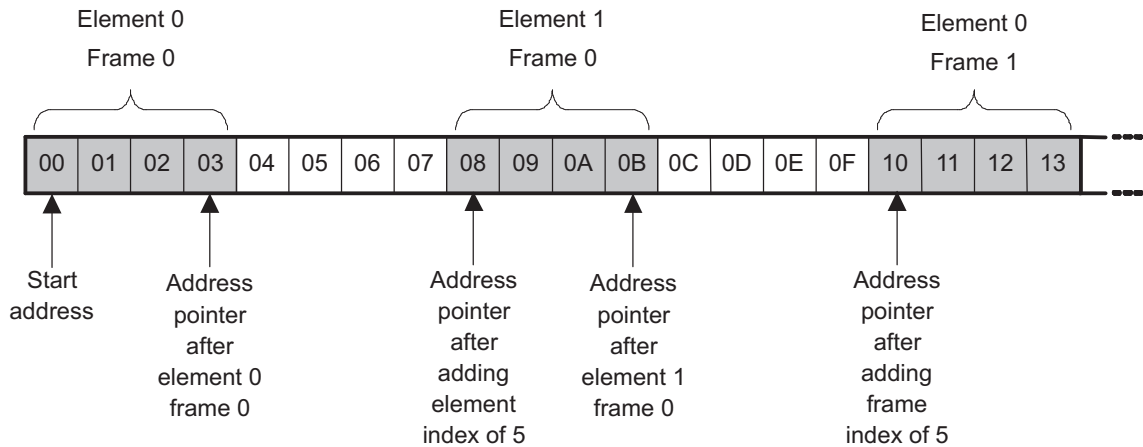 Element 0
Frame 0
Element 1
Frame 0
Element 0
Frame 1
00 01 02 03 04 05 06 07 08 09 0A 0B 0C 0D 0E 0F 10 11 12 13
Start
address
Address
pointer
after
element 0
frame 0
Address
pointer
after
adding
element
index of 5
Address
pointer
after
element 1
frame 0
Address
pointer
after
adding
frame
index of 5